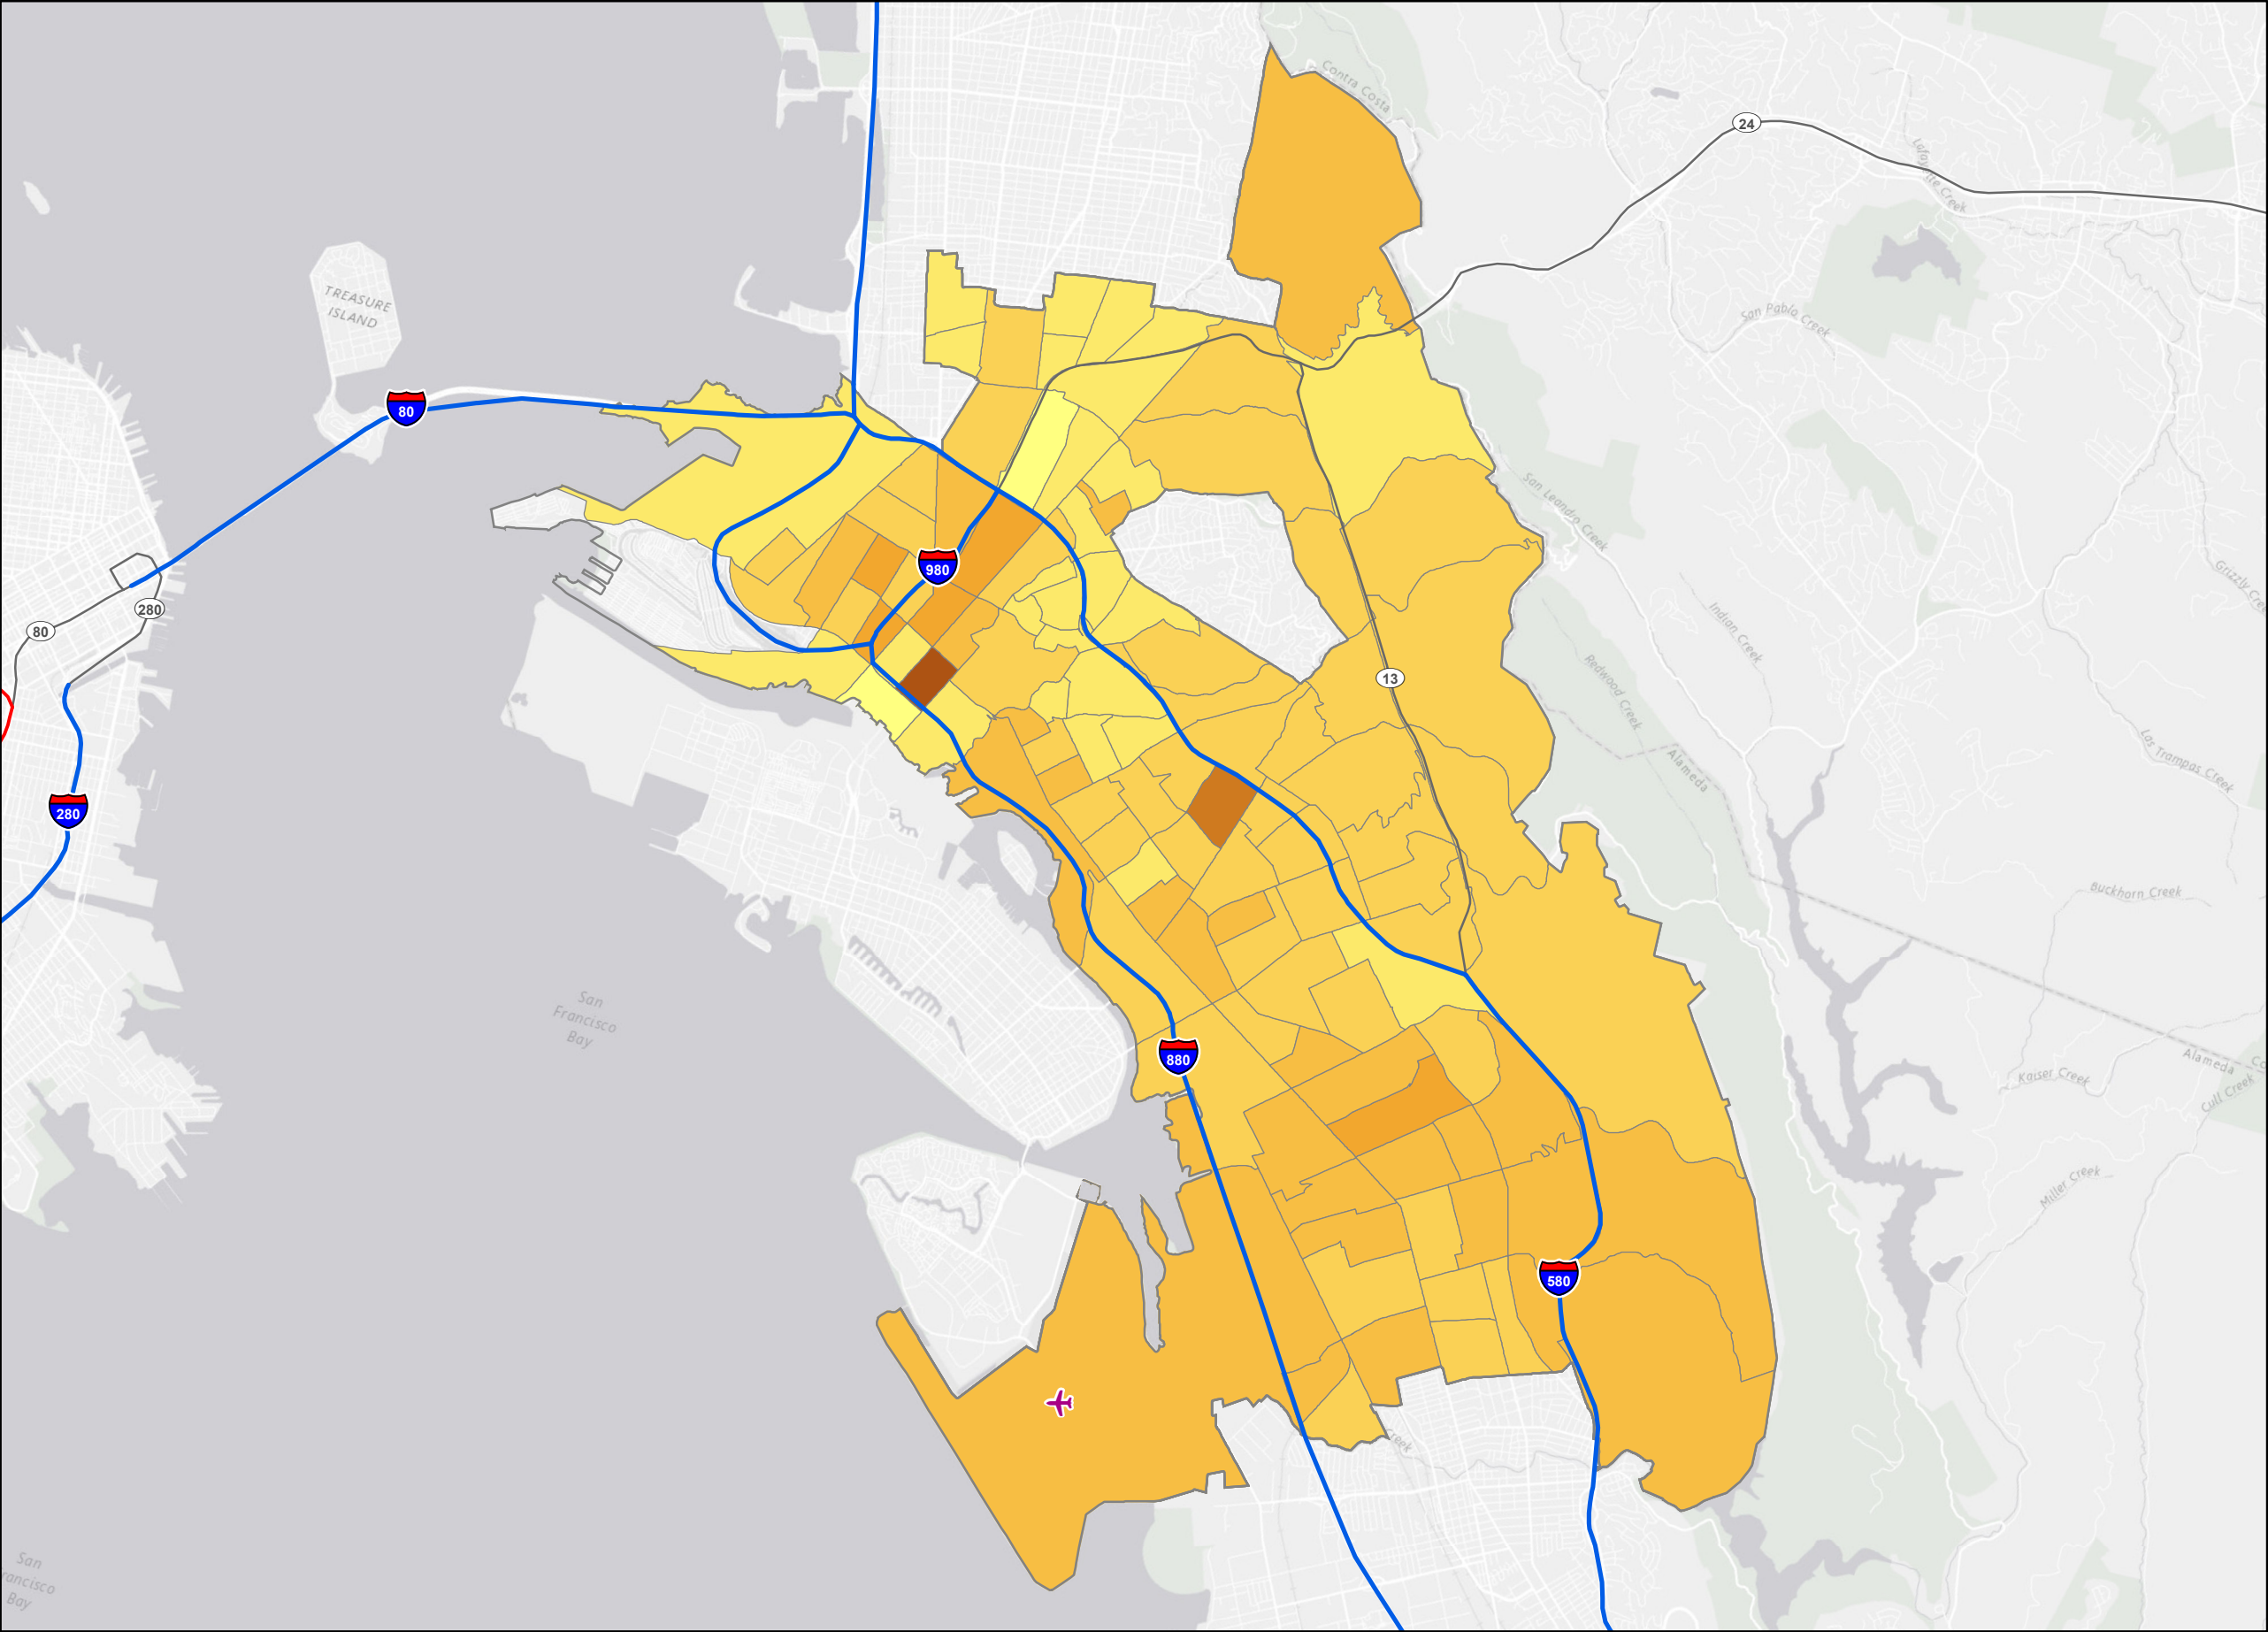 Contra Costa
24
Lafayette Creek
TREASURE
ISLAND
San Pablo Creek
80
San Leandro Creek
980
280
80
Indian Creek
Redwood Creek
13
Alameda
Las Trampas Creek
280
Buckhorn Creek
San
Francisco
Bay
880
Alameda
Kaiser Creek
Cull Creek
Miller Creek
580
Creek
San
Bay